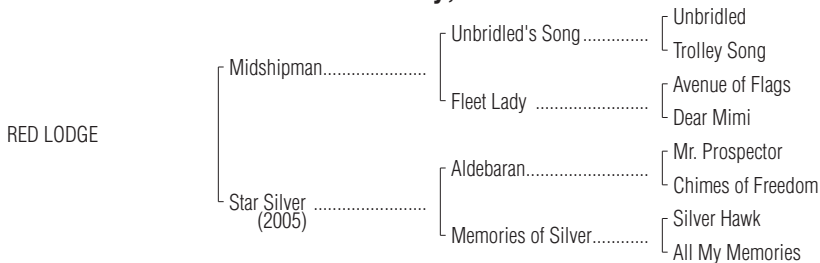 Unbridled
Unbridled's Song..............
Trolley Song
Midshipman.......................
Avenue of Flags
Fleet Lady .........................
Dear Mimi
RED LODGE
Mr. Prospector
Aldebaran...........................
Chimes of Freedom
Star Silver .........................
(2005)
Silver Hawk
Memories of Silver............
All My Memories